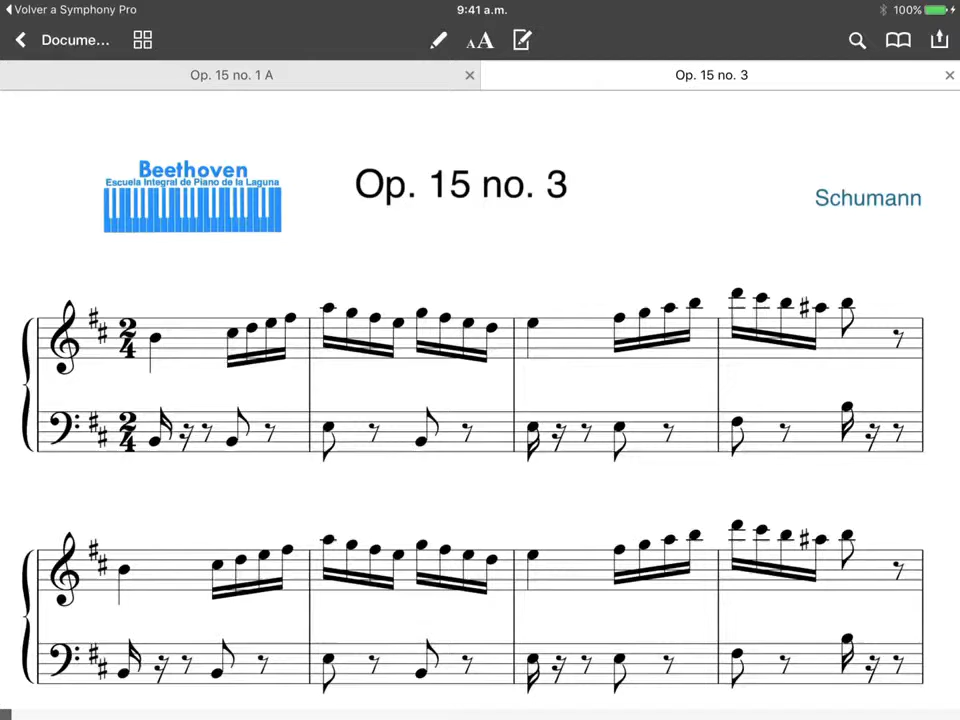 Volver a Symphony Pro
9:41 a.m.
100%
Docume...
AA
Op. 15 no. 1 A
Op. 15 no. 3
Beethoven
Escuela Integral de Piano de la Laguna
Op. 15 no. 3
Schumann
2
4
2
4